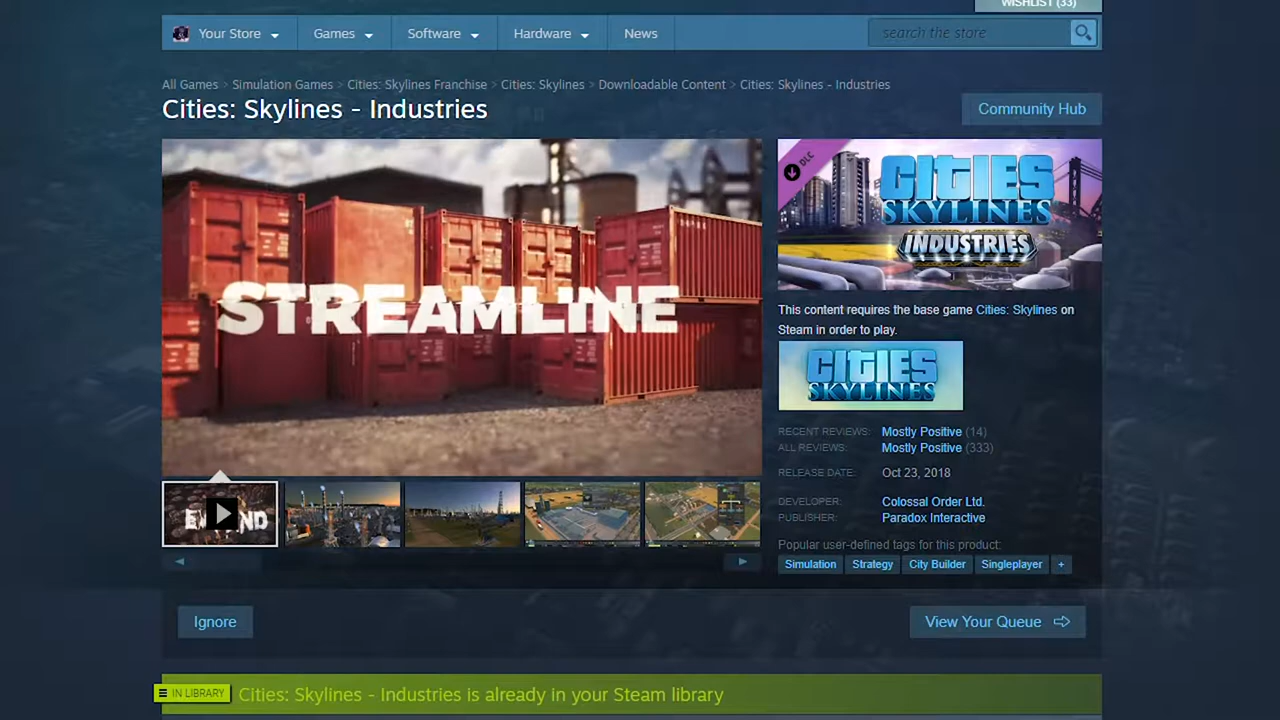 WISHLIST (33)
Your Store
Games
Software
Hardware
News
search the store
All Games > Simulation Games > Cities: Skylines Franchise > Cities: Skylines > Downloadable Content > Cities: Skylines - Industries
Cities: Skylines - Industries
Community Hub
STREAMLINE
DLC
CITIES
SKYLINES
INDUSTRIES
This content requires the base game Cities: Skylines on
Steam in order to play.
CITIES
SKYLINES
RECENT REVIEWS: Mostly Positive (14)
ALL REVIEWS: Mostly Positive (333)
RELEASE DATE: Oct 23, 2018
DEVELOPER: Colossal Order Ltd.
PUBLISHER: Paradox Interactive
Popular user-defined tags for this product:
Simulation
Strategy
City Builder
Singleplayer
+
Ignore
View Your Queue
IN LIBRARY
Cities: Skylines - Industries is already in your Steam library